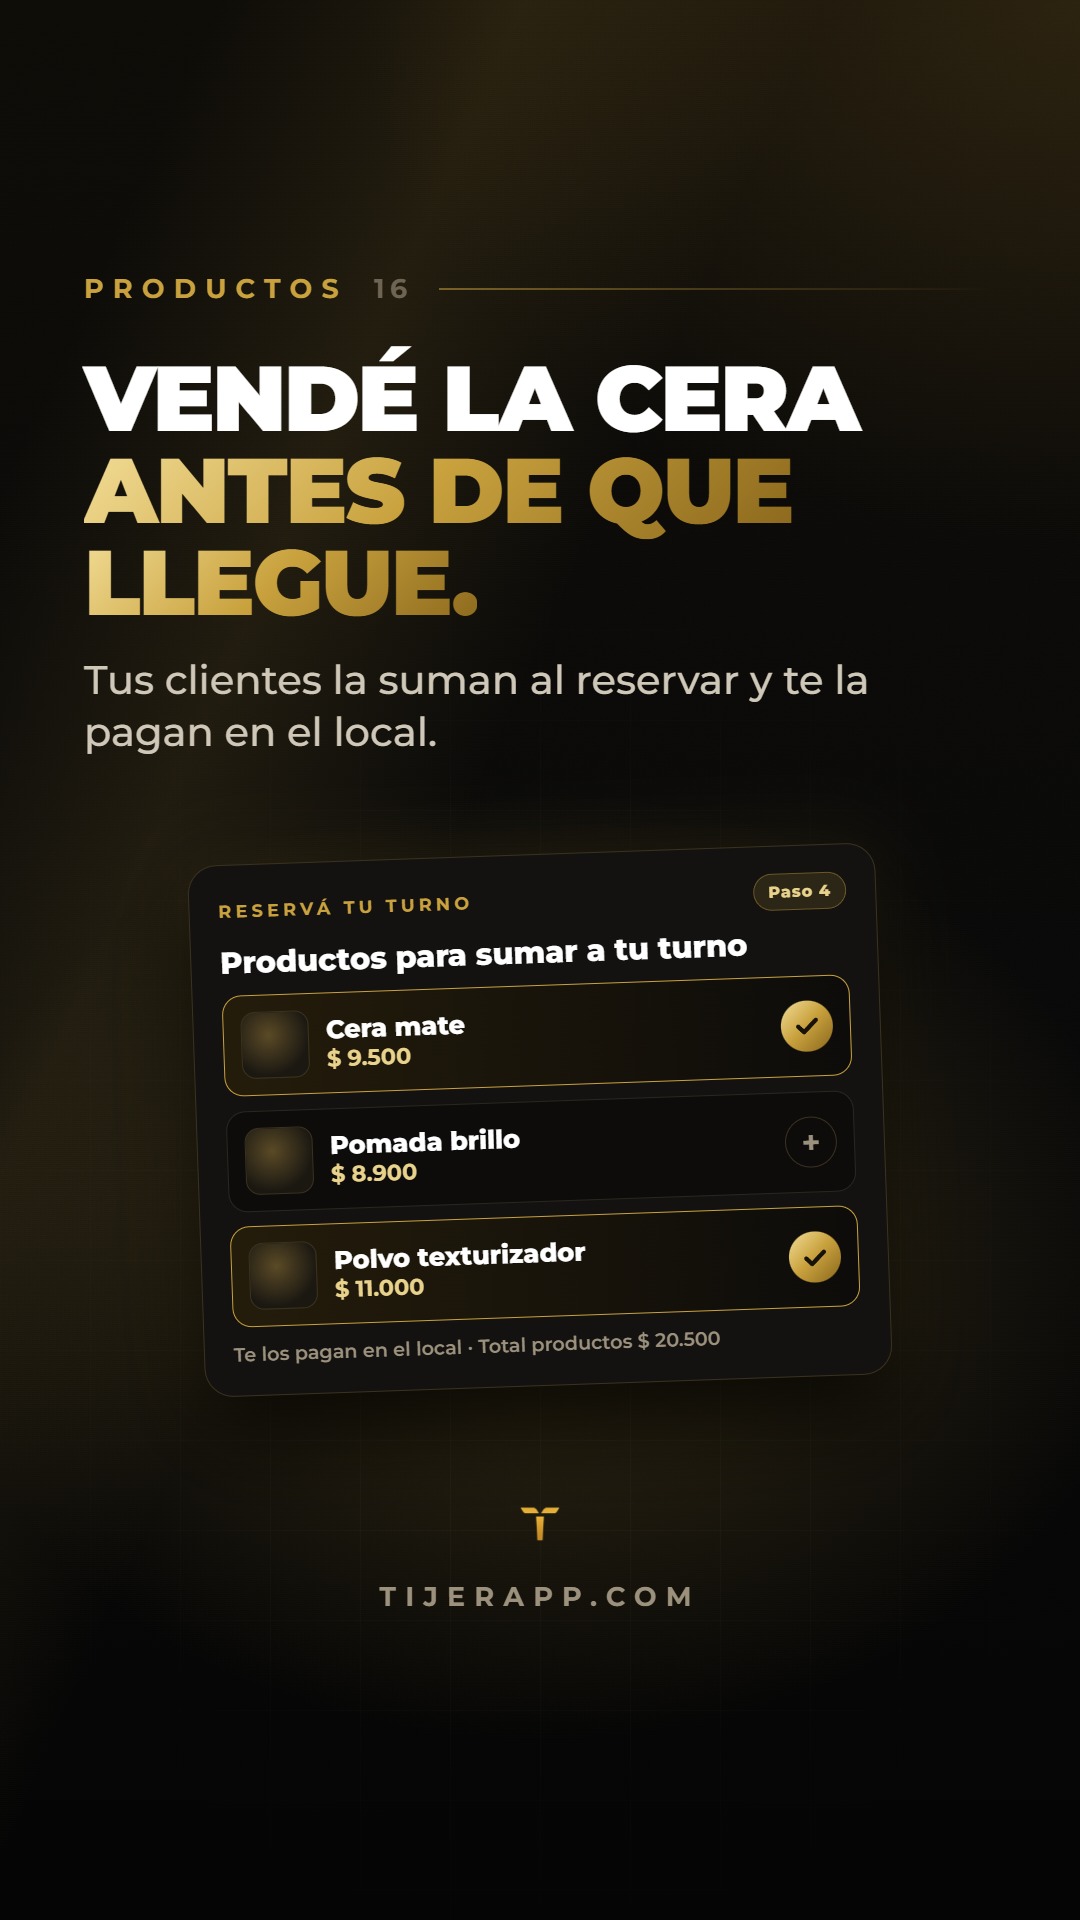 PRODUCTOS 16
VENDÉ LA CERA
ANTES DE QUE
LLEGUE.
Tus clientes la suman al reservar y te la
pagan en el local.
RESERVÁ TU TURNO
Paso 4
Productos para sumar a tu turno
Cera mate
$ 9.500
Pomada brillo
$ 8.900
+
Polvo texturizador
$ 11.000
Te los pagan en el local · Total productos $ 20.500
TIJERAPP.COM